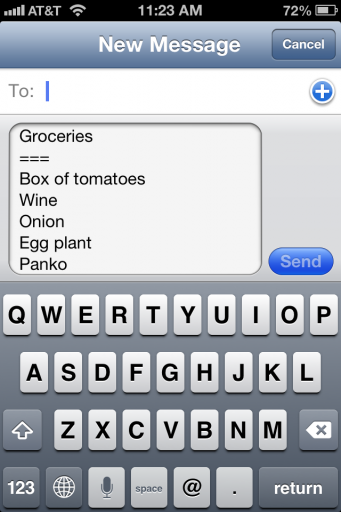 AT&T 11:23 AM 72%
New Message Cancel
To:
Groceries
===
Box of tomatoes
Wine
Onion
Egg plant
Panko
Send
Q W E R T Y U I O P
A S D F G H J K L
Z X C V B N M
123 space @ . return